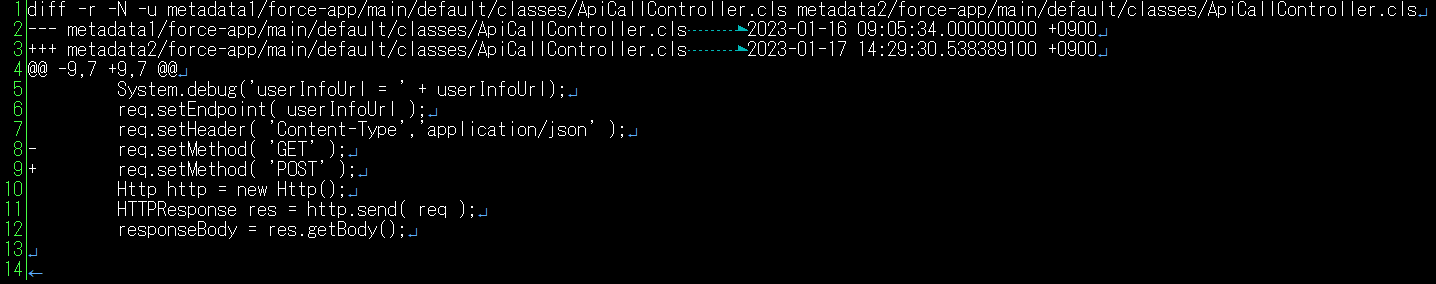 1 diff -r -N -u metadata1/force-app/main/default/classes/ApiCallController.cls metadata2/force-app/main/default/classes/ApiCallController.cls↵
2 --- metadata1/force-app/main/default/classes/ApiCallController.cls 2023-01-16 09:05:34.000000000 +0900↵
3 +++ metadata2/force-app/main/default/classes/ApiCallController.cls 2023-01-17 14:29:30.538389100 +0900↵
4 @@ -9,7 +9,7 @@↵
5         System.debug('userInfoUrl = ' + userInfoUrl);↵
6         req.setEndpoint( userInfoUrl );↵
7         req.setHeader( 'Content-Type','application/json' );↵
8 -        req.setMethod( 'GET' );↵
9 +        req.setMethod( 'POST' );↵
10         Http http = new Http();↵
11         HTTPResponse res = http.send( req );↵
12         responseBody = res.getBody();↵
13 ↵
14 ←